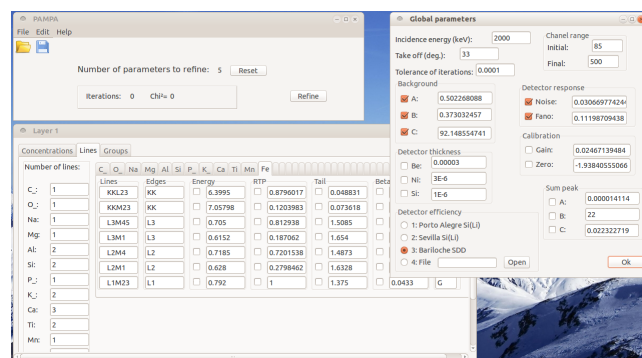 PAMPA
File Edit Help
Number of parameters to refine: 5 Reset
Iterations: 0 Chi²= 0
Refine
Layer 1
Concentrations Lines Groups
Number of lines:
C_: 1
O_: 1
Na: 1
Mg: 1
Al: 2
Si: 2
P_: 1
K_: 2
Ca: 3
Ti: 2
Mn: 1
C_ O_ Na Mg Al Si P_ K_ Ca Ti Mn Fe
Lines Edges Energy RTP Tail Beta
KKL23 KK 6.3995 0.8796017 0.048831
KKM23 KK 7.05798 0.1203983 0.073618
L3M45 L3 0.705 0.812938 1.5085
L3M1 L3 0.6152 0.187062 1.654
L2M4 L2 0.7185 0.7201538 1.4873
L2M1 L2 0.628 0.2798462 1.6328
L1M23 L1 0.792 1 1.375 0.0433 G
Global parameters
Incidence energy (keV): 2000
Take off (deg.): 33
Tolerance of iterations: 0.0001
Chanel range
Initial: 85
Final: 500
Background
A: 0.502268088
B: 0.373032457
C: 92.148554741
Detector response
Noise: 0.030669774244
Fano: 0.11198709438
Calibration
Gain: 0.02467139484
Zero: -1.93840555066
Detector thickness
Be: 0.00003
Ni: 3E-6
Si: 1E-6
Sum peak
A: 0.000014114
B: 22
C: 0.022322719
Detector efficiency
1: Porto Alegre Si(Li)
2: Sevilla Si(Li)
3: Bariloche SDD
4: File Open
Ok